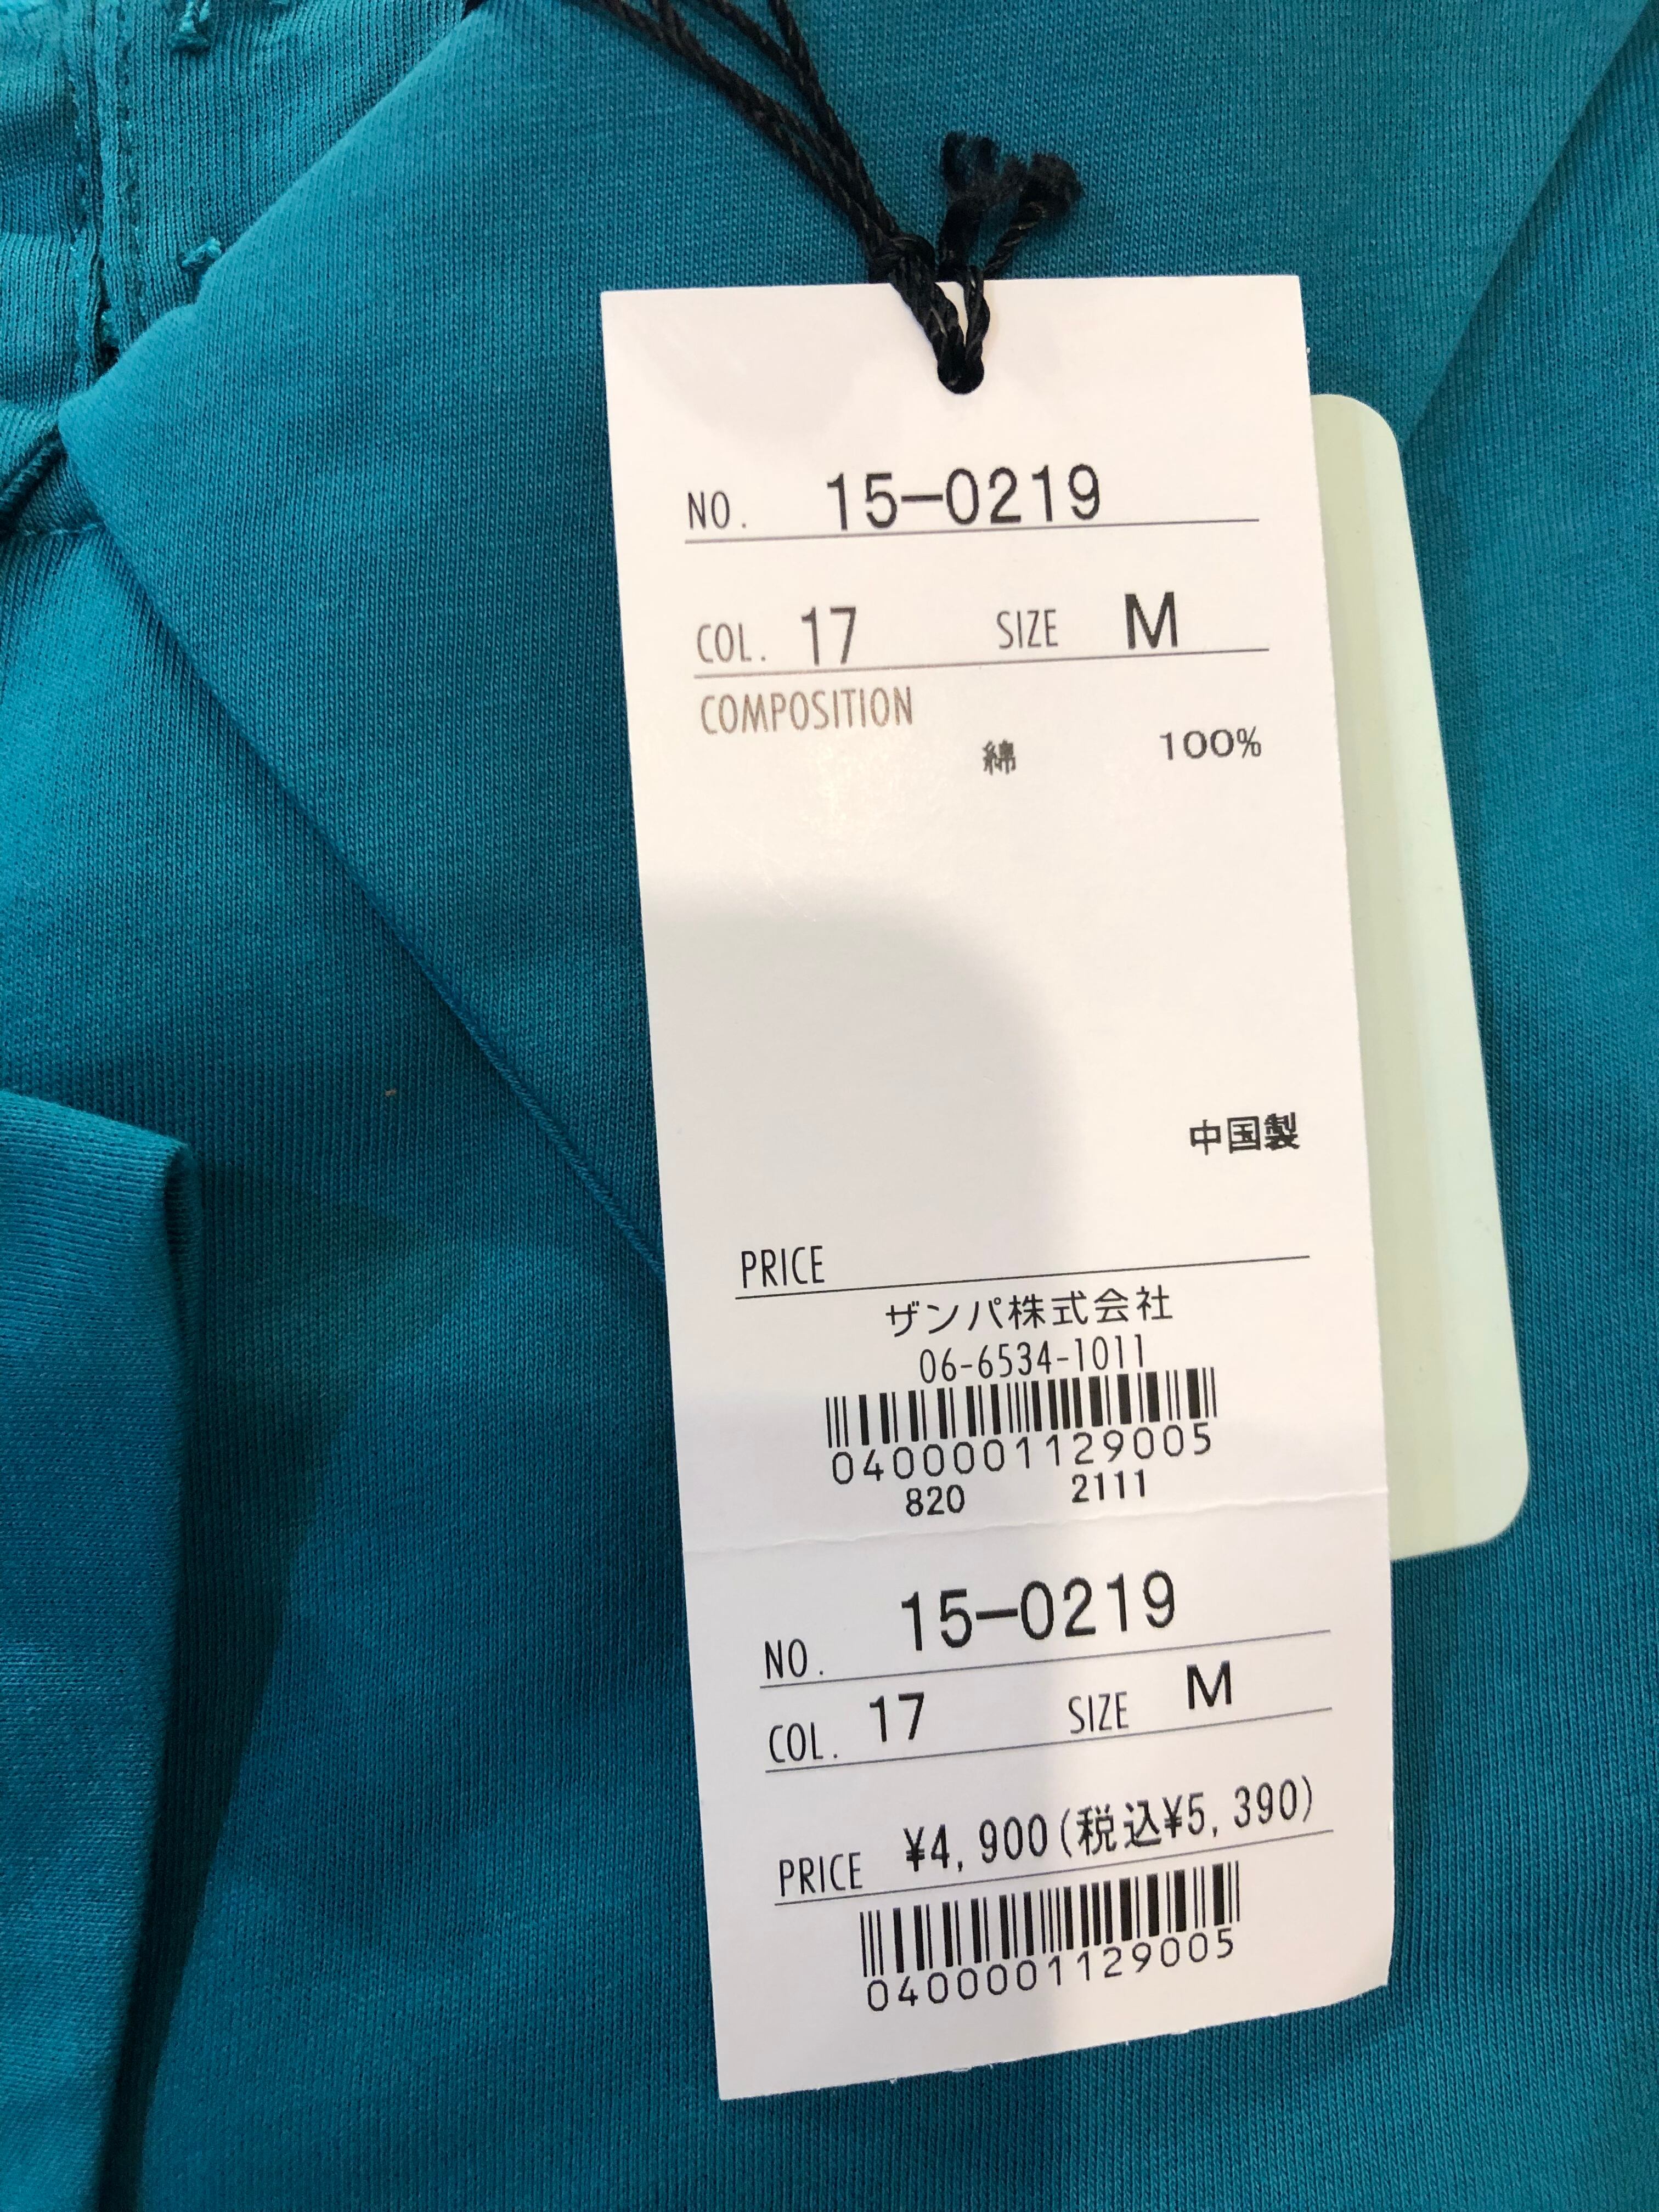 NO. 15-0219
COL. 17 SIZE M
COMPOSITION
綿 100%
中国製
PRICE
ザンパ株式会社
06-6534-1011
0400001129005
820 2111
NO. 15-0219
COL. 17 SIZE M
PRICE ¥4,900(税込¥5,390)
0400001129005